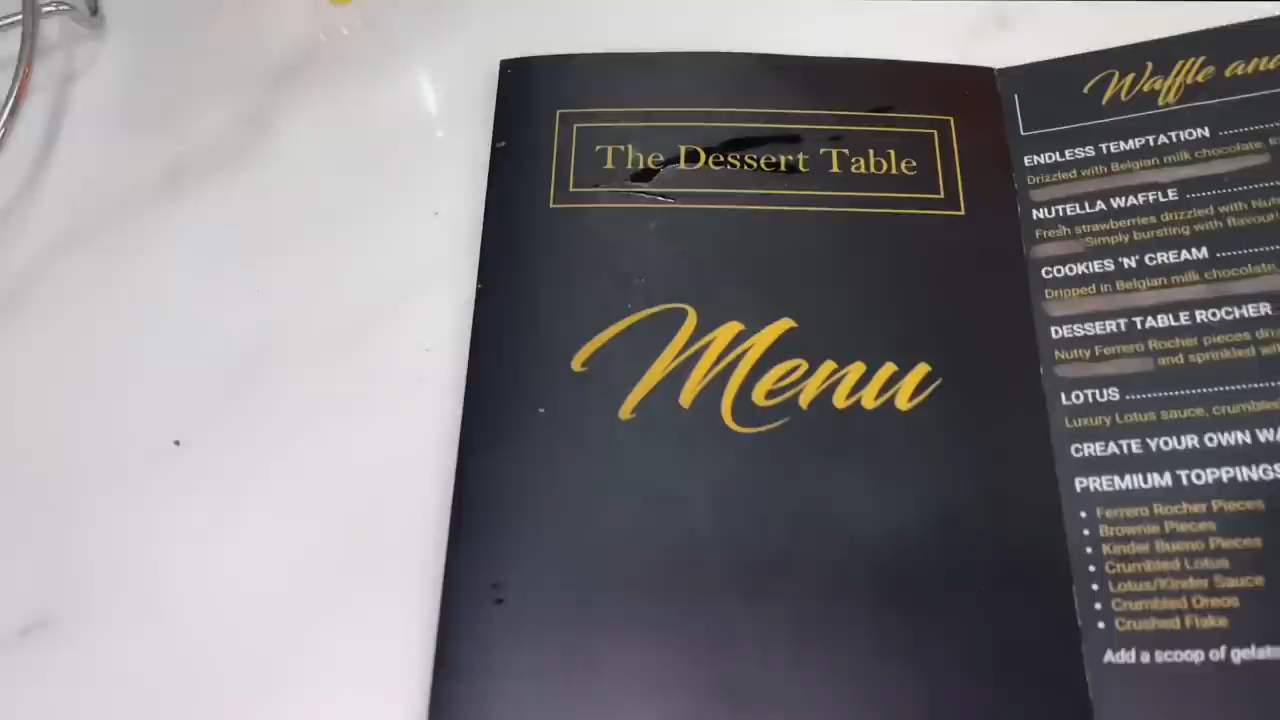 The Dessert Table
Menu
Waffle and
ENDLESS TEMPTATION
Drizzled with Belgian milk chocolate,
NUTELLA WAFFLE
Fresh strawberries drizzled with
Simply bursting with
COOKIES 'N' CREAM
Dripped in Belgian milk chocolate,
DESSERT TABLE ROCHER
Nutty Ferrero Rocher pieces
and sprinkled
LOTUS
Luxury Lotus sauce, crumbled
CREATE YOUR OWN
PREMIUM TOPPINGS
• Ferrero Rocher Pieces
• Brownie Pieces
• Kinder Bueno Pieces
• Crumbled Lotus
• Lotus/Kinder Sauce
• Crumbled Oreos
• Crushed Flake
Add a scoop of